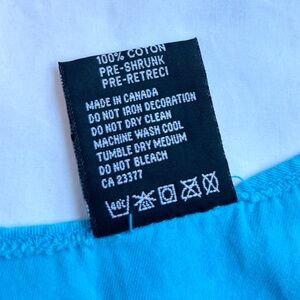 100% COTON
PRE-SHRUNK
PRE-RETRECI
MADE IN CANADA
DO NOT IRON DECORATION
DO NOT DRY CLEAN
MACHINE WASH COOL
TUMBLE DRY MEDIUM
DO NOT BLEACH
CA 23377
40C